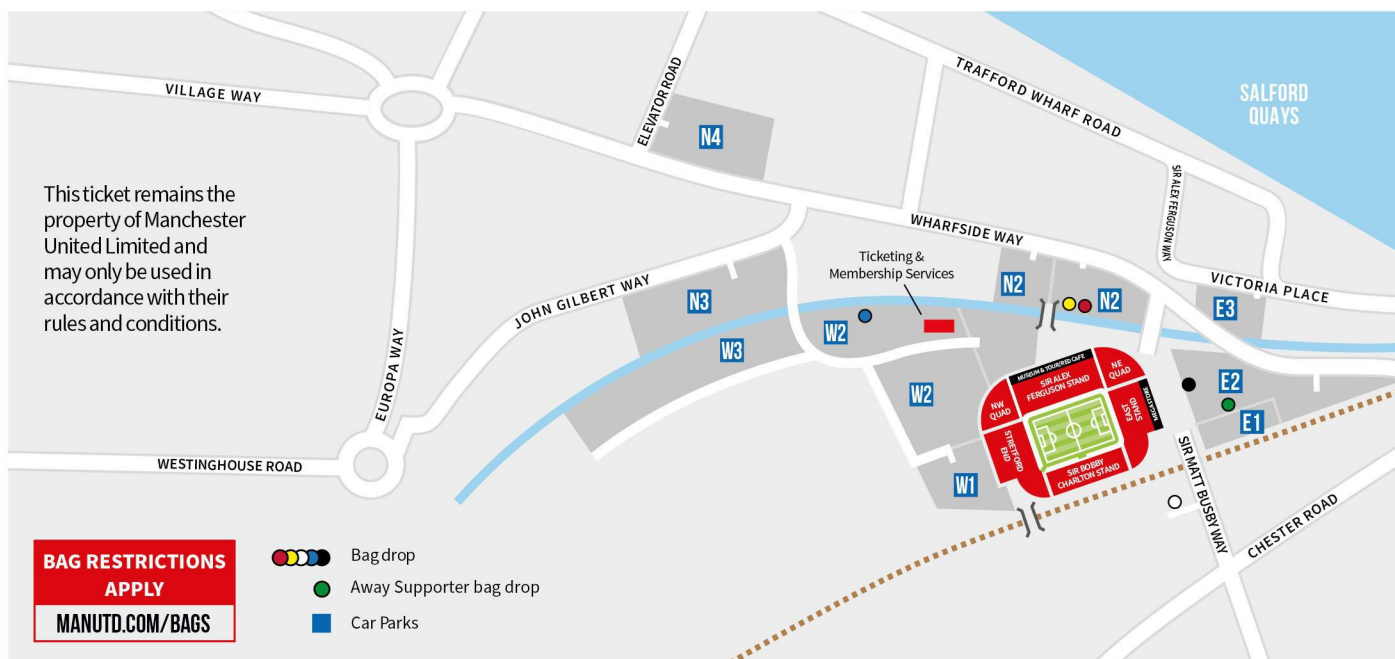 VILLAGE WAY
ELEVATOR ROAD
N4
TRAFFORD WHARF ROAD
SALFORD
QUAYS
SIR ALEX FERGUSON WAY
This ticket remains the
property of Manchester
United Limited and
may only be used in
accordance with their
rules and conditions.
WHARFSIDE WAY
Ticketing &
Membership Services
VICTORIA PLACE
JOHN GILBERT WAY
N3
N2
N2
E3
W3
W2
EUROPA WAY
W2
MUSEUM & TOUR/RED CAFE
SIR ALEX
FERGUSON STAND
NE
QUAD
NW
QUAD
EAST
STAND
MEGASTORE
STRETFORD
END
SIR BOBBY
CHARLTON STAND
E2
E1
W1
WESTINGHOUSE ROAD
SIR MATT BUSBY WAY
CHESTER ROAD
BAG RESTRICTIONS
APPLY
MANUTD.COM/BAGS
Bag drop
Away Supporter bag drop
Car Parks